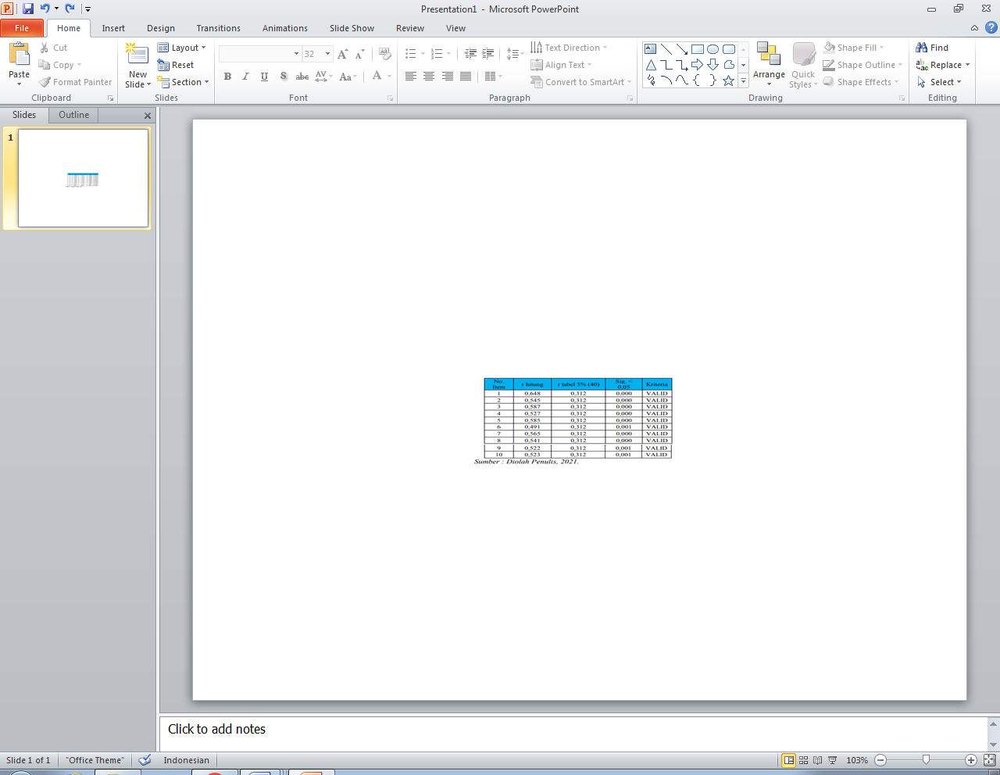 Presentation1 - Microsoft PowerPoint
File Home Insert Design Transitions Animations Slide Show Review View
Paste
Cut
Copy
Format Painter
Clipboard
New Slide
Layout
Reset
Section
Slides
32
B I U S abc AV Aa A
Font
Text Direction
Align Text
Convert to SmartArt
Paragraph
Arrange
Quick Styles
Shape Fill
Shape Outline
Shape Effects
Drawing
Find
Replace
Select
Editing
Slides Outline
1
No. Item r hitung r tabel 5% (40) Sig. < 0,05 Kriteria
1 0,648 0,312 0,000 VALID
2 0,545 0,312 0,000 VALID
3 0,587 0,312 0,000 VALID
4 0,527 0,312 0,000 VALID
5 0,585 0,312 0,000 VALID
6 0,491 0,312 0,001 VALID
7 0,565 0,312 0,000 VALID
8 0,541 0,312 0,000 VALID
9 0,522 0,312 0,001 VALID
10 0,523 0,312 0,001 VALID
Sumber : Diolah Penulis, 2021.
Click to add notes
Slide 1 of 1 "Office Theme" Indonesian 103%